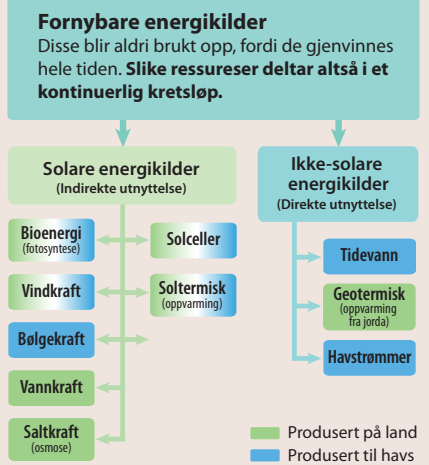 Fornybare energikilder
Disse blir aldri brukt opp, fordi de gjenvinnes
hele tiden. Slike ressureser deltar altså i et
kontinuerlig kretsløp.
Solare energikilder
(Indirekte utnyttelse)
Bioenergi
(fotosyntese)
Solceller
Vindkraft
Soltermisk
(oppvarming)
Bølgekraft
Vannkraft
Saltkraft
(osmose)
Ikke-solare
energikilder
(Direkte utnyttelse)
Tidevann
Geotermisk
(oppvarming
fra jorda)
Havstrømmer
Produsert på land
Produsert til havs